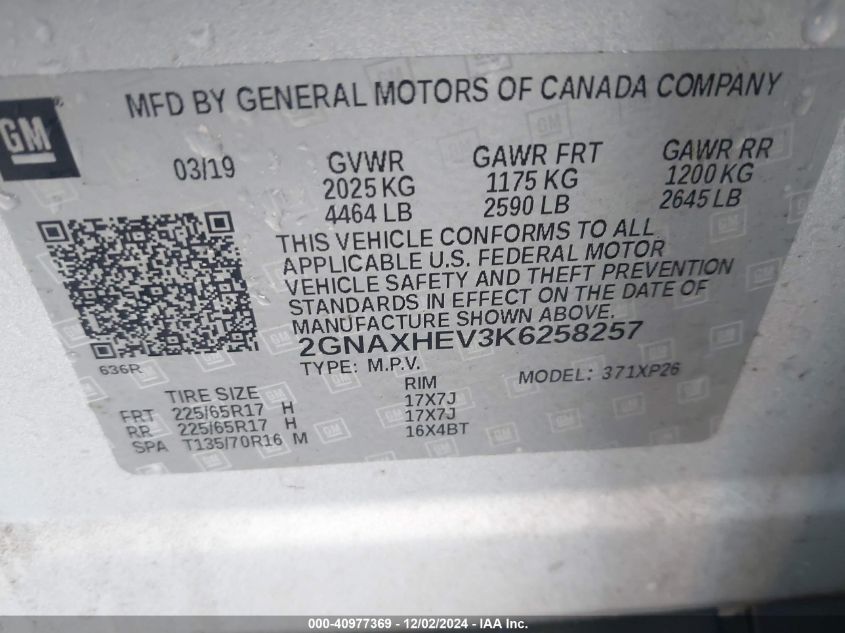 MFD BY GENERAL MOTORS OF CANADA COMPANY
GM
03/19
GVWR
2025 KG
4464 LB
GAWR FRT
1175 KG
2590 LB
GAWR RR
1200 KG
2645 LB
THIS VEHICLE CONFORMS TO ALL
APPLICABLE U.S. FEDERAL MOTOR
VEHICLE SAFETY AND THEFT PREVENTION
STANDARDS IN EFFECT ON THE DATE OF
MANUFACTURE SHOWN ABOVE.
2GNAXHEV3K6258257
636R
TYPE: M.P.V.
MODEL: 371XP26
TIRE SIZE RIM
FRT 225/65R17 H 17X7J
RR 225/65R17 H 17X7J
SPA T135/70R16 M 16X4BT
000-40977369 - 12/02/2024 - IAA Inc.